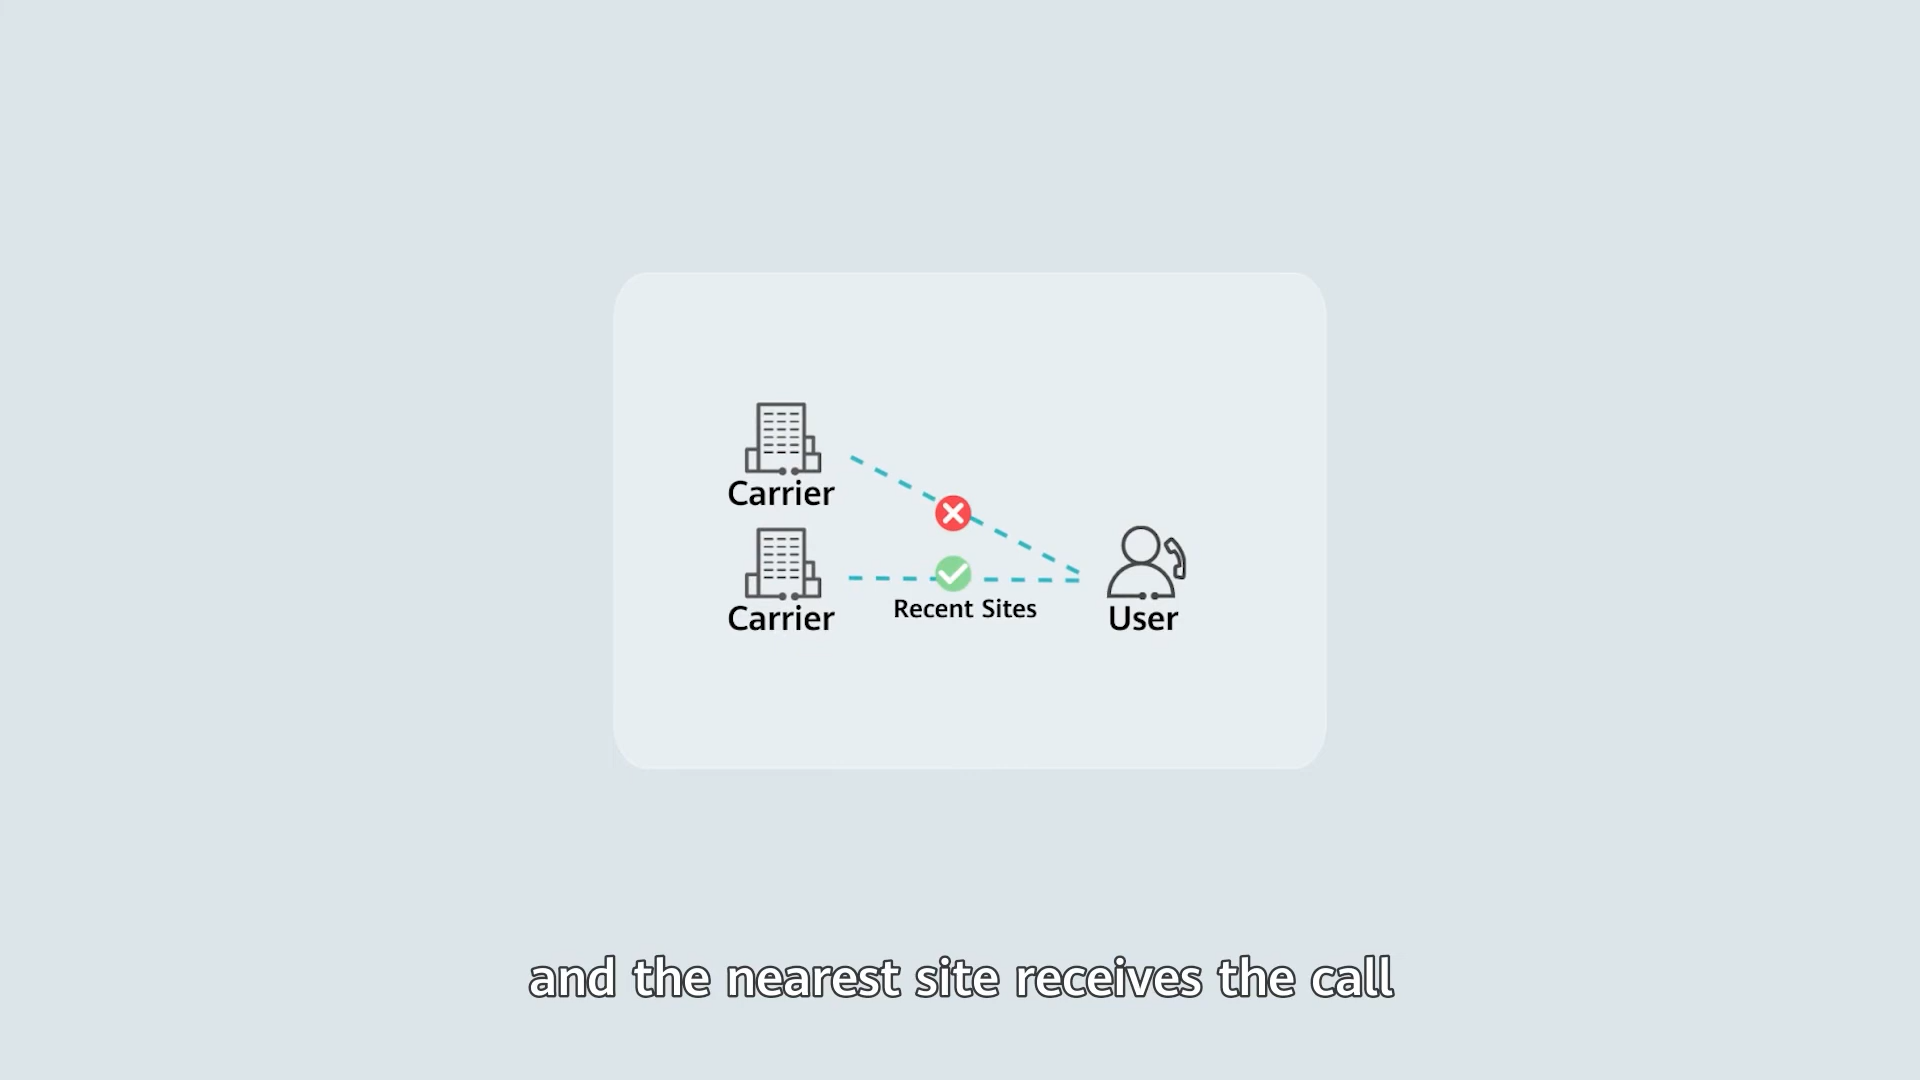 Carrier
Carrier
Recent Sites
User
and the nearest site receives the call